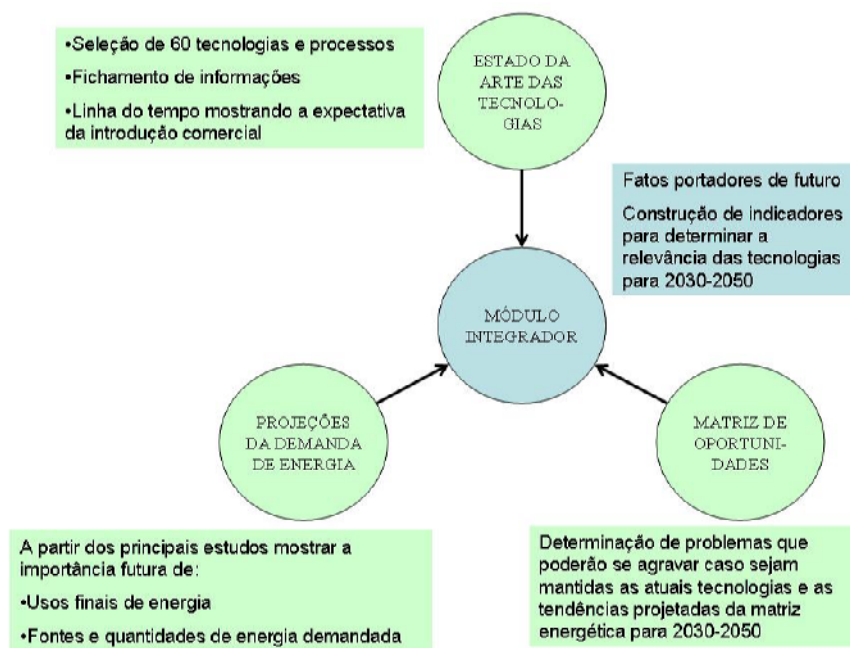 •Seleção de 60 tecnologias e processos
•Fichamento de informações
•Linha do tempo mostrando a expectativa
da introdução comercial
ESTADO DA
ARTE DAS
TECNOLO-
GIAS
Fatos portadores de futuro
Construção de indicadores
para determinar a
relevância das tecnologias
para 2030-2050
MÓDULO
INTEGRADOR
PROJEÇÕES
DA DEMANDA
DE ENERGIA
MATRIZ DE
OPORTUNI-
DADES
A partir dos principais estudos mostrar a
importância futura de:
•Usos finais de energia
•Fontes e quantidades de energia demandada
Determinação de problemas que
poderão se agravar caso sejam
mantidas as atuais tecnologias e as
tendências projetadas da matriz
energética para 2030-2050